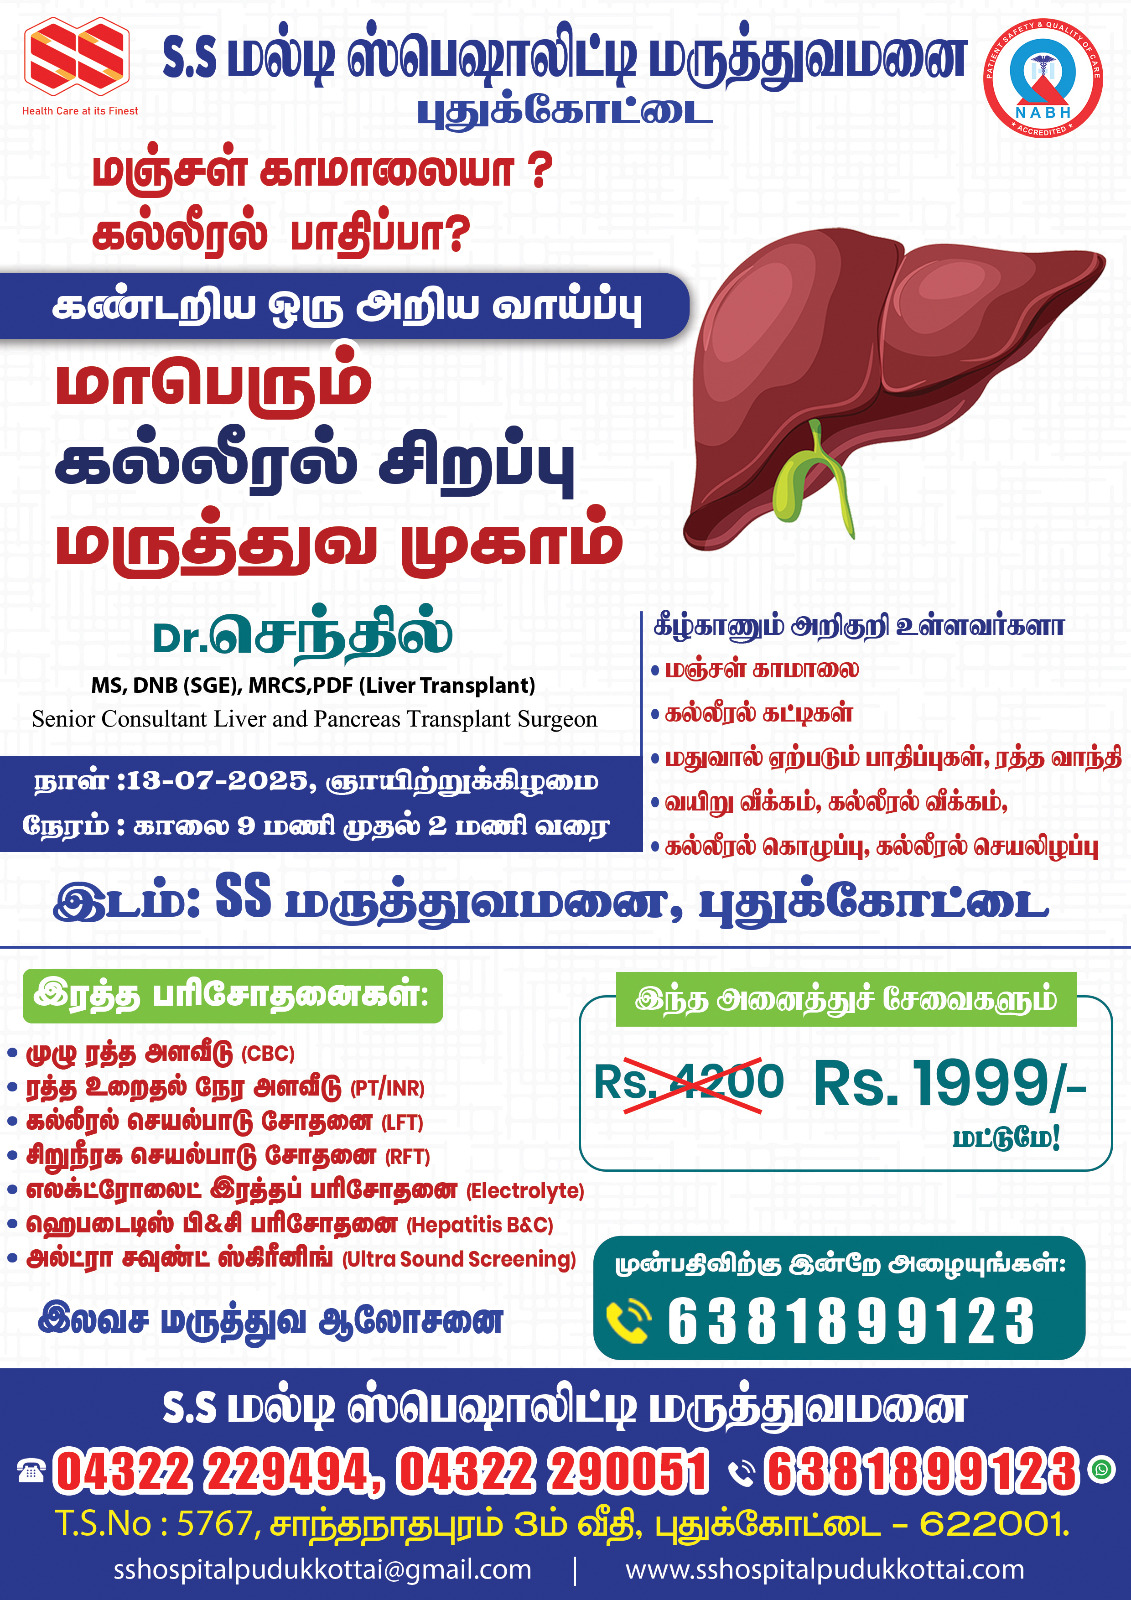 Health Care at its Finest
S.S மல்டி ஸ்பெஷாலிட்டி மருத்துவமனை
புதுக்கோட்டை
PATIENT SAFETY & QUALITY OF CARE
NABH
ACCREDITED
மஞ்சள் காமாலையா ?
கல்லீரல் பாதிப்பா?
கண்டறிய ஒரு அறிய வாய்ப்பு
மாபெரும்
கல்லீரல் சிறப்பு
மருத்துவ முகாம்
Dr.செந்தில்
MS, DNB (SGE), MRCS,PDF (Liver Transplant)
Senior Consultant Liver and Pancreas Transplant Surgeon
நாள் :13-07-2025, ஞாயிற்றுக்கிழமை
நேரம் : காலை 9 மணி முதல் 2 மணி வரை
கீழ்காணும் அறிகுறி உள்ளவர்களா
• மஞ்சள் காமாலை
• கல்லீரல் கட்டிகள்
• மதுவால் ஏற்படும் பாதிப்புகள், ரத்த வாந்தி
• வயிறு வீக்கம், கல்லீரல் வீக்கம்,
• கல்லீரல் கொழுப்பு, கல்லீரல் செயலிழப்பு
இடம்: SS மருத்துவமனை, புதுக்கோட்டை
இரத்த பரிசோதனைகள்:
• முழு ரத்த அளவீடு (CBC)
• ரத்த உறைதல் நேர அளவீடு (PT/INR)
• கல்லீரல் செயல்பாடு சோதனை (LFT)
• சிறுநீரக செயல்பாடு சோதனை (RFT)
• எலக்ட்ரோலைட் இரத்தப் பரிசோதனை (Electrolyte)
• ஹெபடைடிஸ் பி&சி பரிசோதனை (Hepatitis B&C)
• அல்ட்ரா சவுண்ட் ஸ்கிரீனிங் (Ultra Sound Screening)
இலவச மருத்துவ ஆலோசனை
இந்த அனைத்துச் சேவைகளும்
Rs. 4200 Rs. 1999/-
மட்டுமே!
முன்பதிவிற்கு இன்றே அழையுங்கள்:
6381899123
S.S மல்டி ஸ்பெஷாலிட்டி மருத்துவமனை
04322 229494, 04322 290051 6381899123
T.S.No : 5767, சாந்தநாதபுரம் 3ம் வீதி, புதுக்கோட்டை - 622001.
sshospitalpudukkottai@gmail.com | www.sshospitalpudukkottai.com